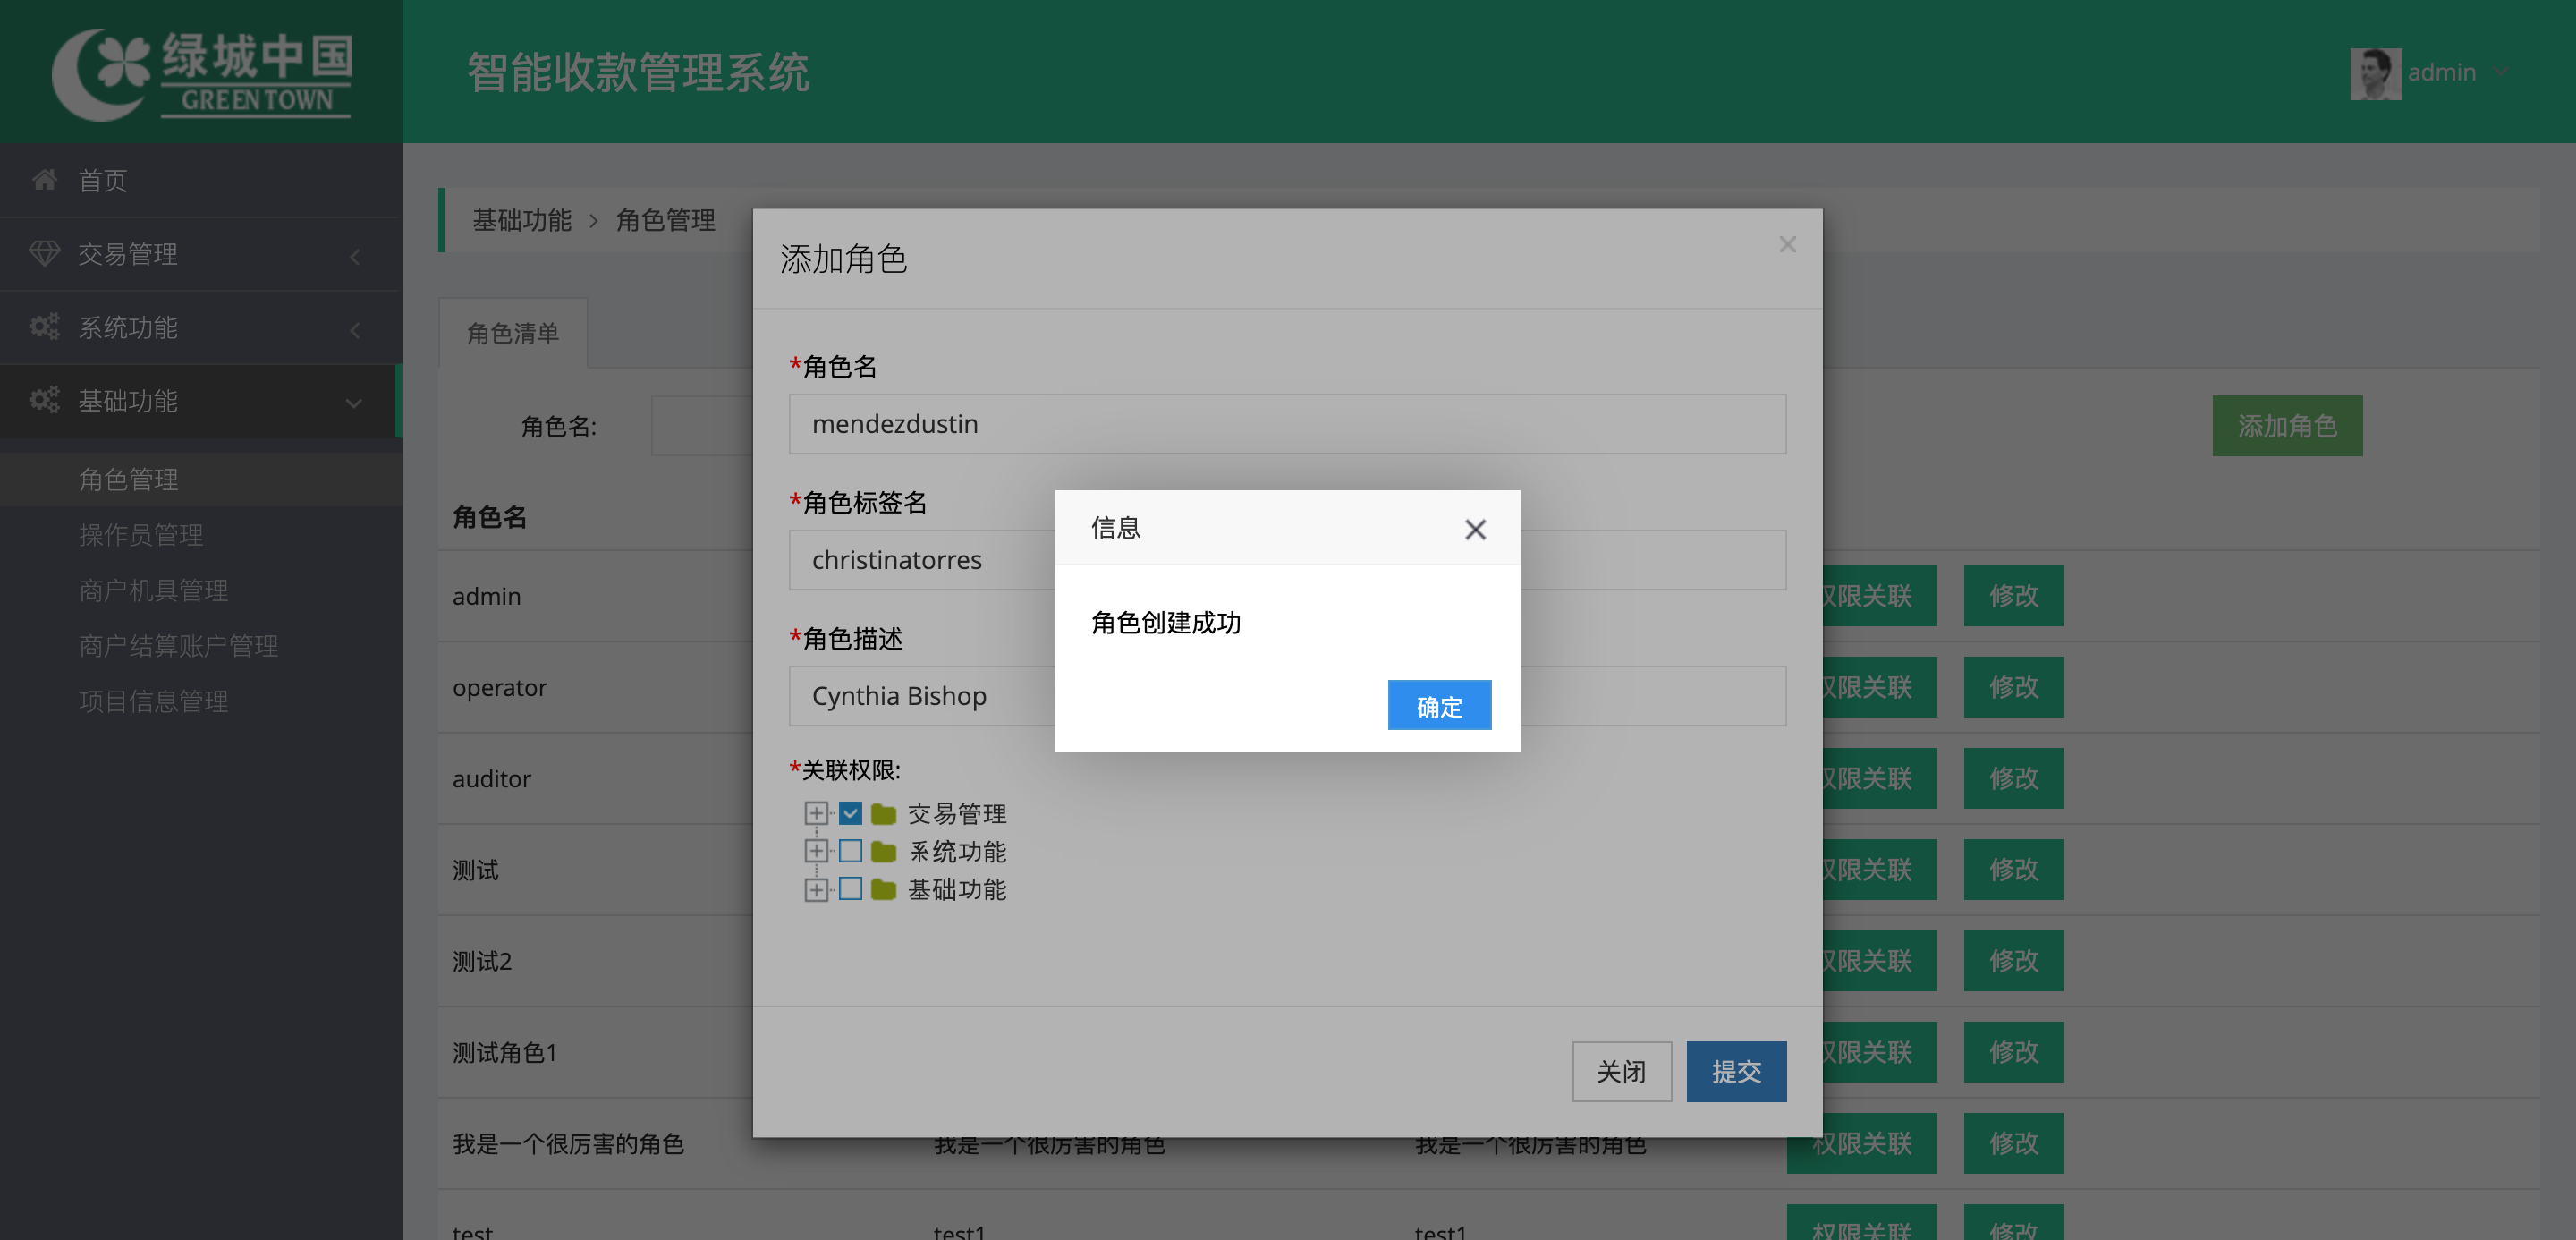 绿城中国
GREENTOWN
智能收款管理系统
admin
首页
交易管理
系统功能
基础功能
角色管理
操作员管理
商户机具管理
商户结算账户管理
项目信息管理
基础功能 > 角色管理
角色清单
角色名:
添加角色
角色名
admin
权限关联 修改
operator
权限关联 修改
auditor
权限关联 修改
测试
权限关联 修改
测试2
权限关联 修改
测试角色1
权限关联 修改
我是一个很厉害的角色 我是一个很厉害的角色 我是一个很厉害的角色 权限关联 修改
test test1 test1 权限关联 修改
添加角色
*角色名
mendezdustin
*角色标签名
christinatorres
*角色描述
Cynthia Bishop
*关联权限:
交易管理
系统功能
基础功能
关闭 提交
信息
角色创建成功
确定